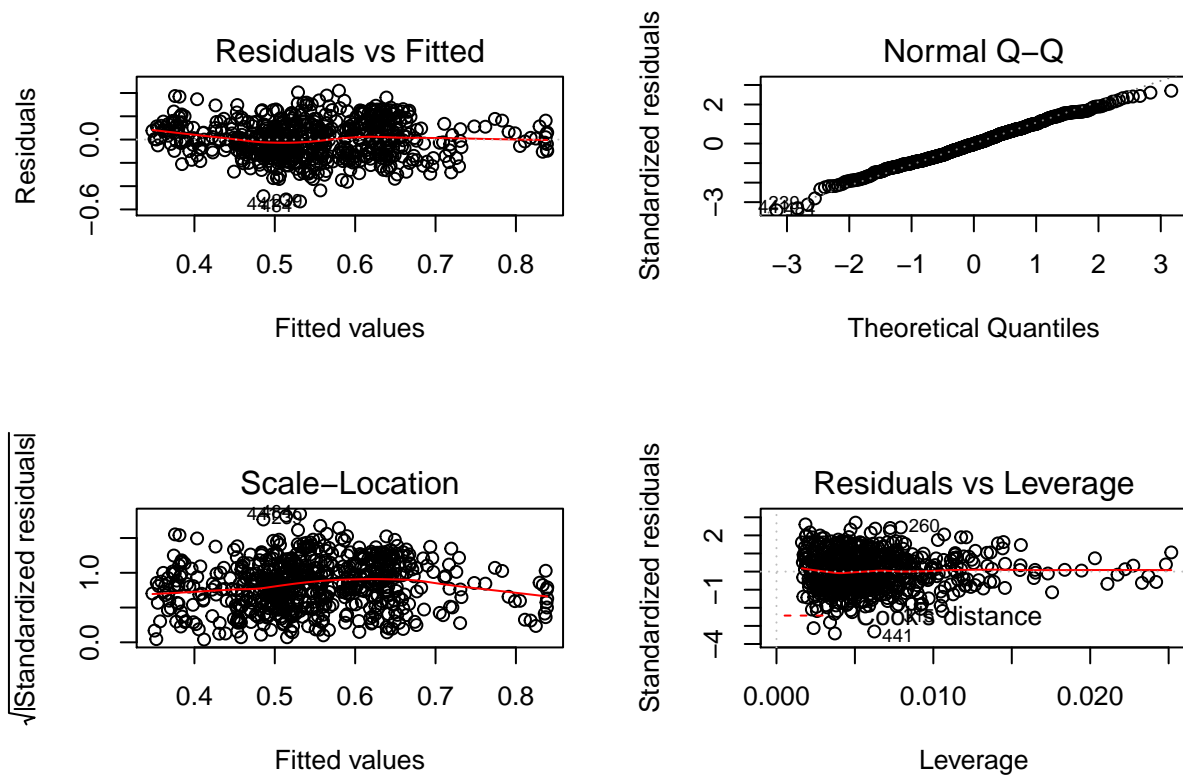 Residuals vs Fitted
Residuals
0.0
−0.6
0.4 0.5 0.6 0.7 0.8
Fitted values
Normal Q−Q
Standardized residuals
2
0
−3
−3 −2 −1 0 1 2 3
Theoretical Quantiles
Scale−Location
√|Standardized residuals|
1.0
0.0
0.4 0.5 0.6 0.7 0.8
Fitted values
Residuals vs Leverage
Standardized residuals
2
−1
−4
260
Cook's distance
441
0.000 0.010 0.020
Leverage